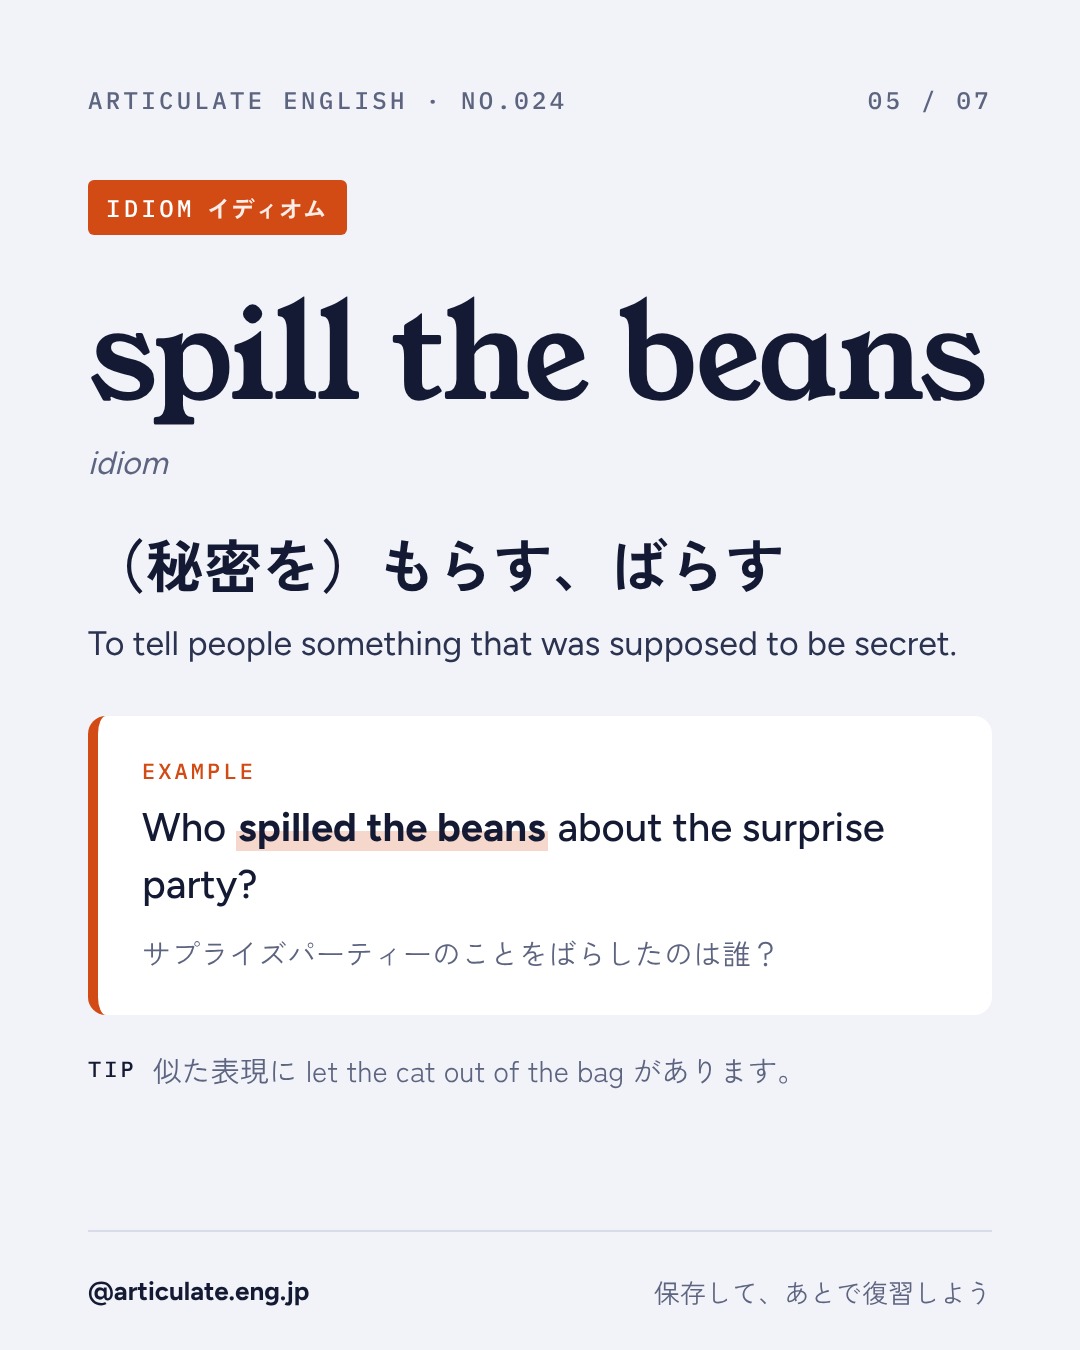 ARTICULATE ENGLISH · NO.024
05 / 07
IDIOM イディオム
spill the beans
idiom
（秘密を）もらす、ばらす
To tell people something that was supposed to be secret.
EXAMPLE
Who spilled the beans about the surprise
party?
サプライズパーティーのことをばらしたのは誰？
TIP 似た表現に let the cat out of the bag があります。
@articulate.eng.jp
保存して、あとで復習しよう